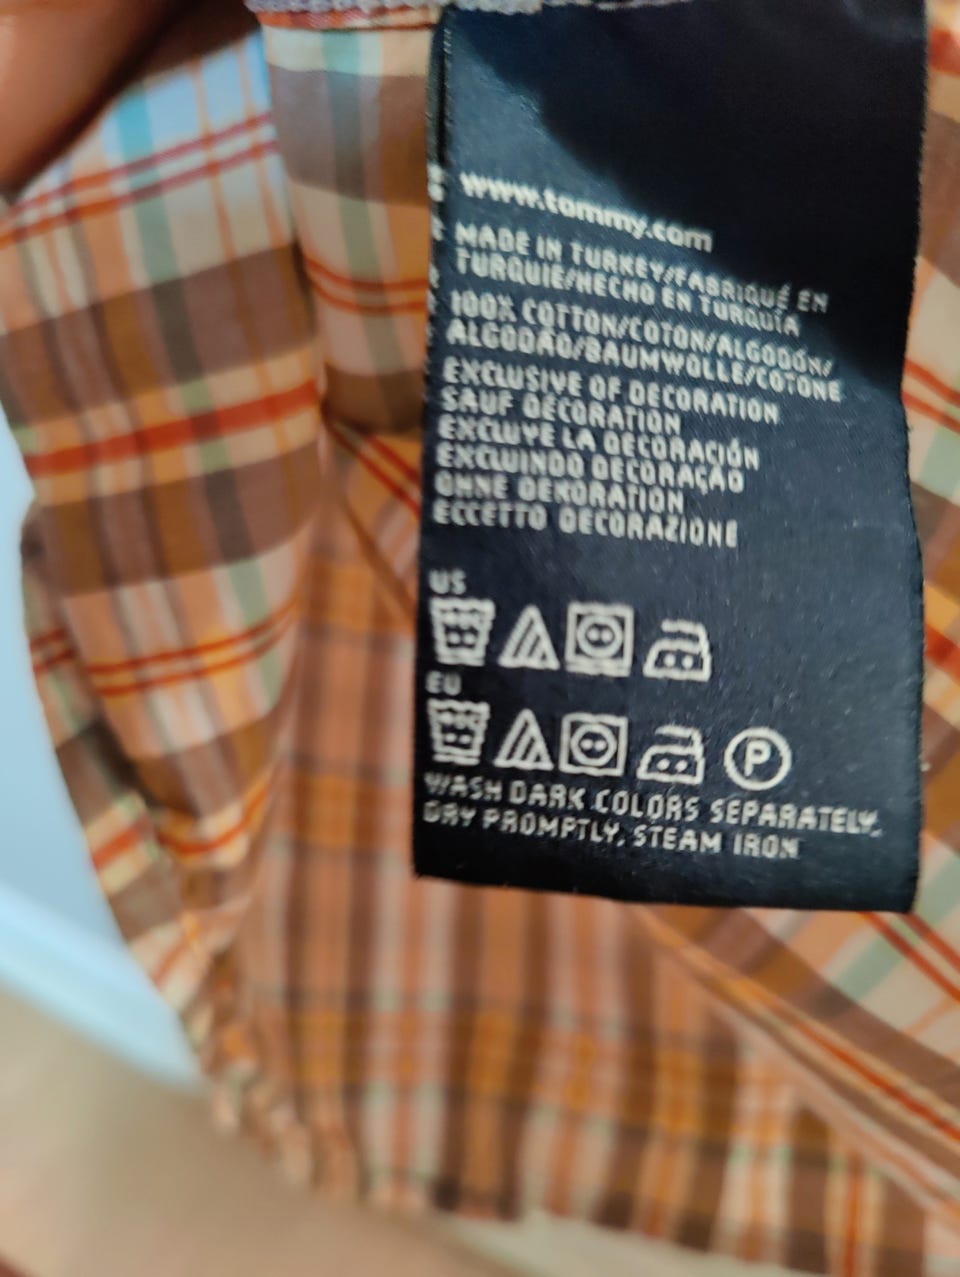 www.tommy.com
MADE IN TURKEY/FABRIQUÉ EN
TURQUIE/HECHO EN TURQUÍA
100% COTTON/COTON/ALGODÓN/
ALGODÃO/BAUMWOLLE/COTONE
EXCLUSIVE OF DECORATION
SAUF DÉCORATION
EXCLUYE LA DECORACIÓN
EXCLUINDO DECORAÇÃO
OHNE DEKORATION
ECCETTO DECORAZIONE
US
EU
P
WASH DARK COLORS SEPARATELY.
DRY PROMPTLY. STEAM IRON